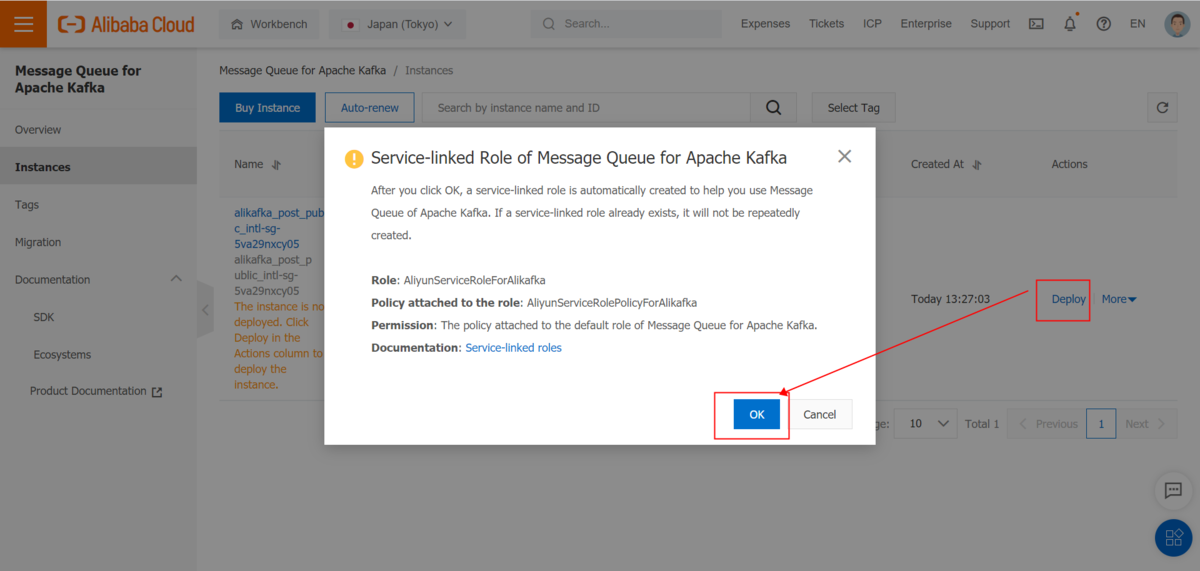 Alibaba Cloud
Workbench
Japan (Tokyo)
Search...
Expenses
Tickets
ICP
Enterprise
Support
EN
Message Queue for
Apache Kafka
Overview
Instances
Tags
Migration
Documentation
SDK
Ecosystems
Product Documentation
Message Queue for Apache Kafka / Instances
Buy Instance
Auto-renew
Search by instance name and ID
Select Tag
Name
Created At
Actions
alikafka_post_pub
c_intl-sg-
5va29nxcy05
alikafka_post_p
ublic_intl-sg-
5va29nxcy05
The instance is no
deployed. Click
Deploy in the
Actions column to
deploy the
instance.
Today 13:27:03
Deploy
More
Service-linked Role of Message Queue for Apache Kafka
After you click OK, a service-linked role is automatically created to help you use Message
Queue of Apache Kafka. If a service-linked role already exists, it will not be repeatedly
created.
Role: AliyunServiceRoleForAlikafka
Policy attached to the role: AliyunServiceRolePolicyForAlikafka
Permission: The policy attached to the default role of Message Queue for Apache Kafka.
Documentation: Service-linked roles
OK
Cancel
ge:
10
Total 1
Previous
1
Next